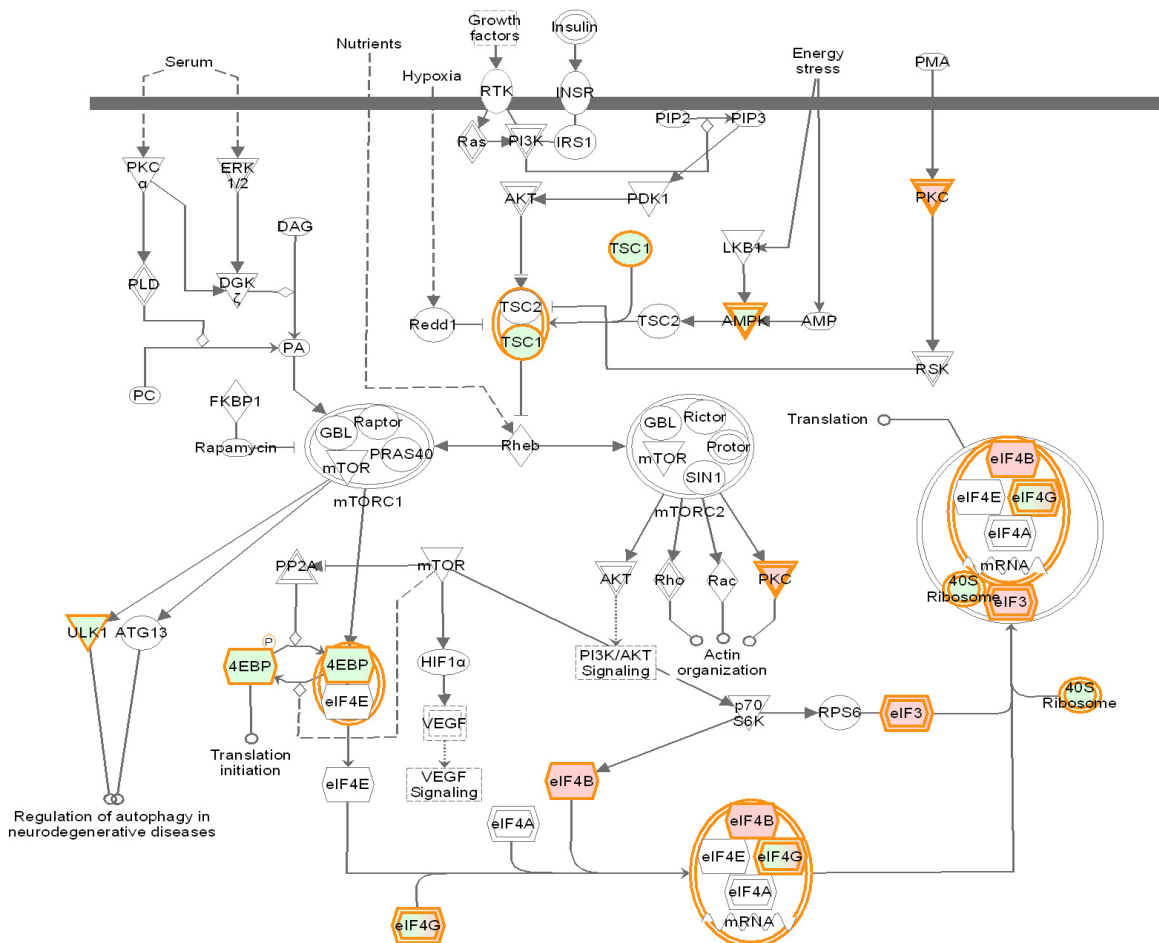 Growth
factors
Insulin
Nutrients
Serum
Hypoxia
Energy
stress
PMA
RTK
INSR
PIP2
PIP3
Ras
PI3K
IRS1
PKC
α
ERK
1/2
AKT
PDK1
PKC
DAG
TSC1
LKB1
PLD
DGK
ζ
TSC2
Redd1
TSC2
AMPK
AMP
TSC1
PA
RSK
PC
FKBP1
Raptor
GBL
Rapamycin
PRAS40
mTOR
mTORC1
Rheb
GBL
Rictor
Protor
mTOR
SIN1
mTORC2
Translation
eIF4B
eIF4E
eIF4G
eIF4A
mRNA
40S
Ribosome
eIF3
PP2A
mTOR
AKT
Rho
Rac
PKC
ULK1
ATG13
P
4EBP
4EBP
eIF4E
HIF1α
PI3K/AKT
Signaling
Actin
organization
40S
Ribosome
p70
S6K
RPS6
eIF3
VEGF
Translation
initiation
eIF4E
VEGF
Signaling
eIF4B
Regulation of autophagy in
neurodegenerative diseases
eIF4A
eIF4B
eIF4E
eIF4G
eIF4A
mRNA
eIF4G